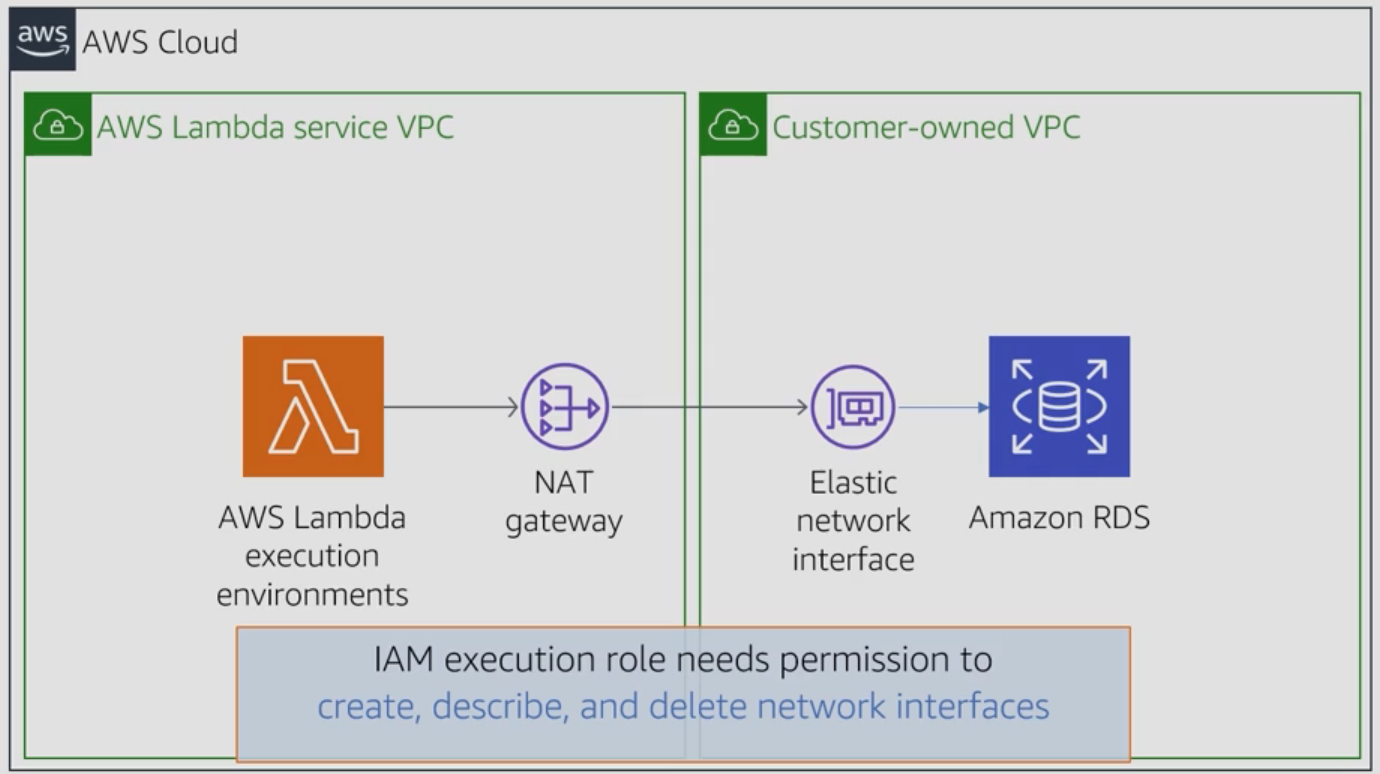 aws
AWS Cloud
AWS Lambda service VPC
Customer-owned VPC
AWS Lambda
execution
environments
NAT
gateway
Elastic
network
interface
Amazon RDS
IAM execution role needs permission to
create, describe, and delete network interfaces